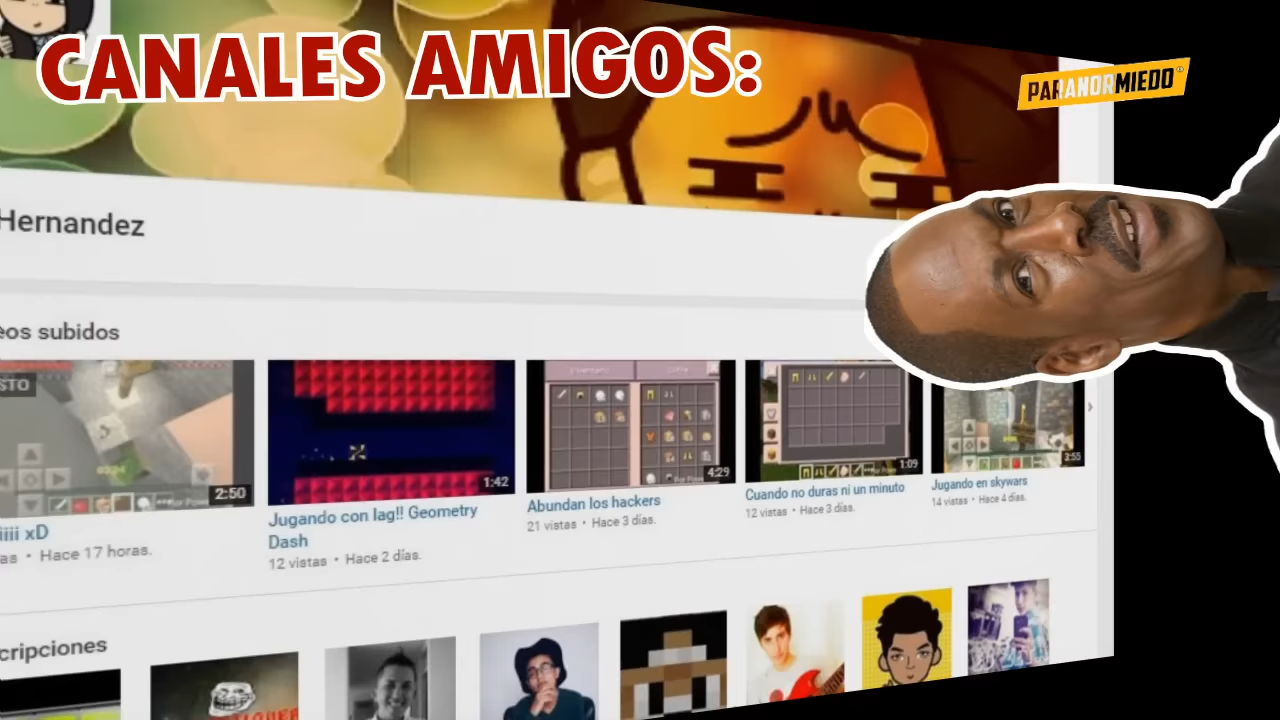 CANALES AMIGOS:
PARANORMIEDO
Hernandez
eos subidos
STO
2:50
1:42
4:29
1:09
3:55
iiii xD
as • Hace 17 horas.
Jugando con lag!! Geometry
Dash
12 vistas • Hace 2 días.
Abundan los hackers
21 vistas • Hace 3 días.
Cuando no duras ni un minuto
12 vistas • Hace 3 días.
Jugando en skywars
14 vistas • Hace 4 días.
cripciones